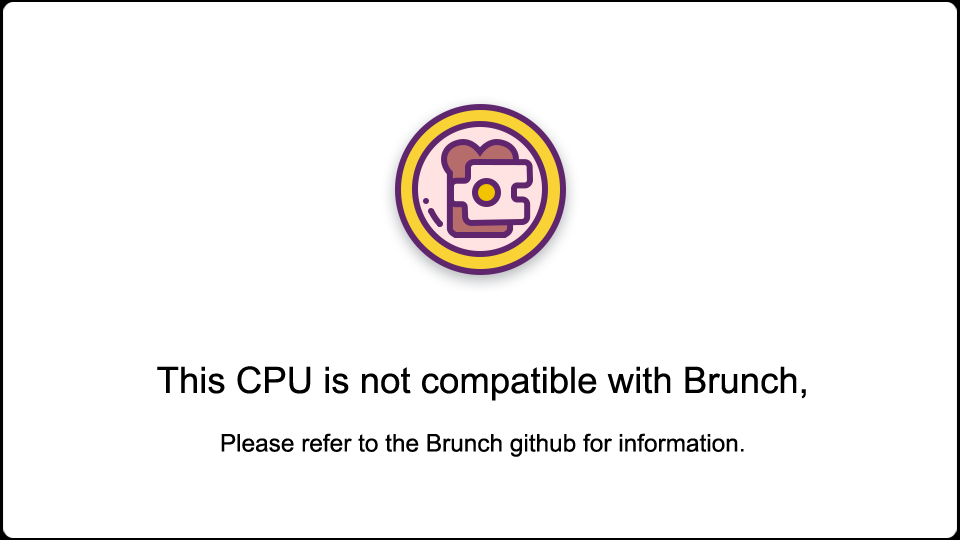 This CPU is not compatible with Brunch,
Please refer to the Brunch github for information.